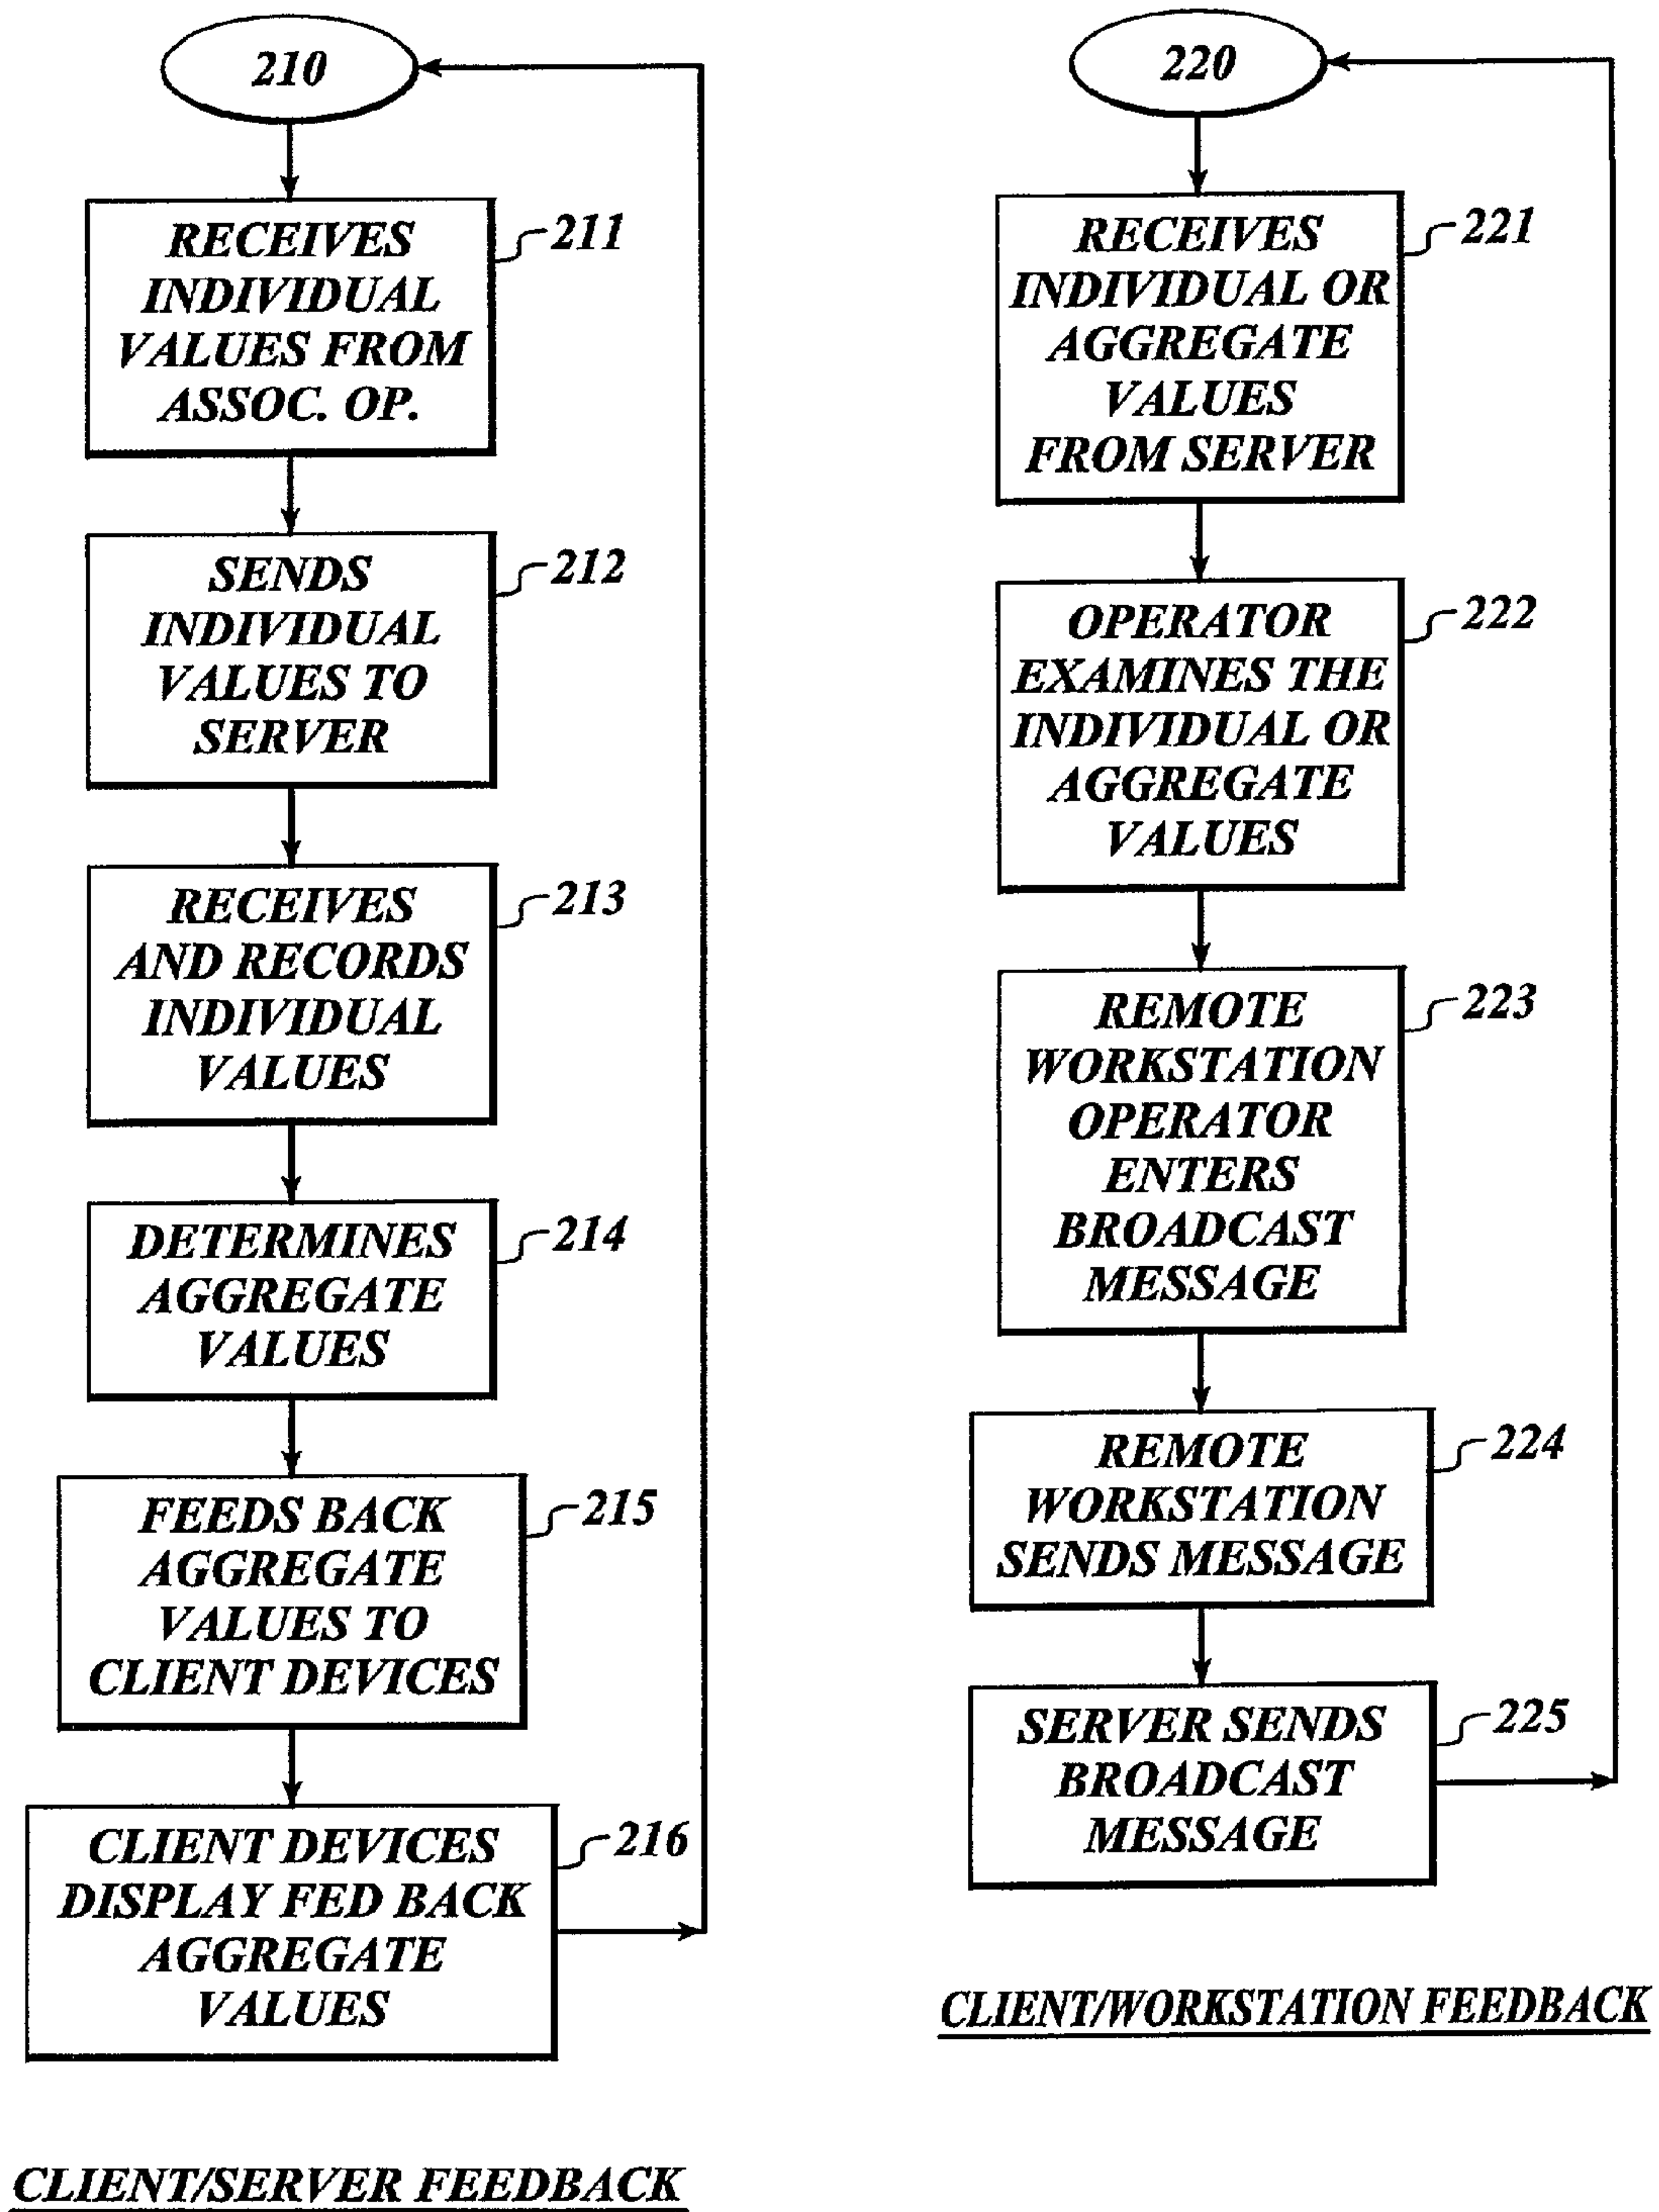 210
RECEIVES
INDIVIDUAL
VALUES FROM
ASSOC. OP.
211
SENDS
INDIVIDUAL
VALUES TO
SERVER
212
RECEIVES
AND RECORDS
INDIVIDUAL
VALUES
213
DETERMINES
AGGREGATE
VALUES
214
FEEDS BACK
AGGREGATE
VALUES TO
CLIENT DEVICES
215
CLIENT DEVICES
DISPLAY FED BACK
AGGREGATE
VALUES
216
CLIENT/SERVER FEEDBACK
220
RECEIVES
INDIVIDUAL OR
AGGREGATE
VALUES
FROM SERVER
221
OPERATOR
EXAMINES THE
INDIVIDUAL OR
AGGREGATE
VALUES
222
REMOTE
WORKSTATION
OPERATOR
ENTERS
BROADCAST
MESSAGE
223
REMOTE
WORKSTATION
SENDS MESSAGE
224
SERVER SENDS
BROADCAST
MESSAGE
225
CLIENT/WORKSTATION FEEDBACK